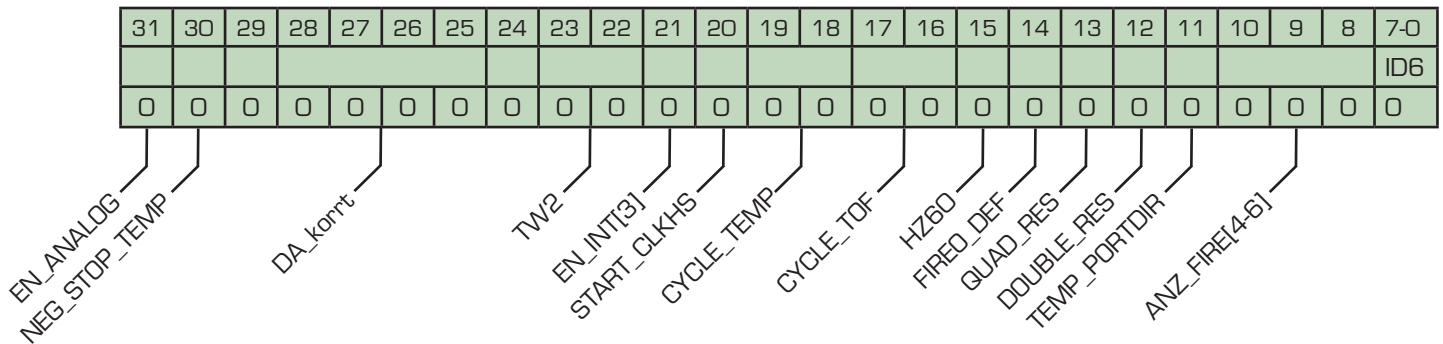 31 30 29 28 27 26 25 24 23 22 21 20 19 18 17 16 15 14 13 12 11 10 9 8 7-0
ID6
0 0 0 0 0 0 0 0 0 0 0 0 0 0 0 0 0 0 0 0 0 0 0 0 0
EN_ANALOG
NEG_STOP_TEMP
DA_korrt
TW2
EN_INT[3]
START_CLKHS
CYCLE_TEMP
CYCLE_TOF
HZ60
FIREO_DEF
QUAD_RES
DOUBLE_RES
TEMP_PORTDIR
ANZ_FIRE[4-6]